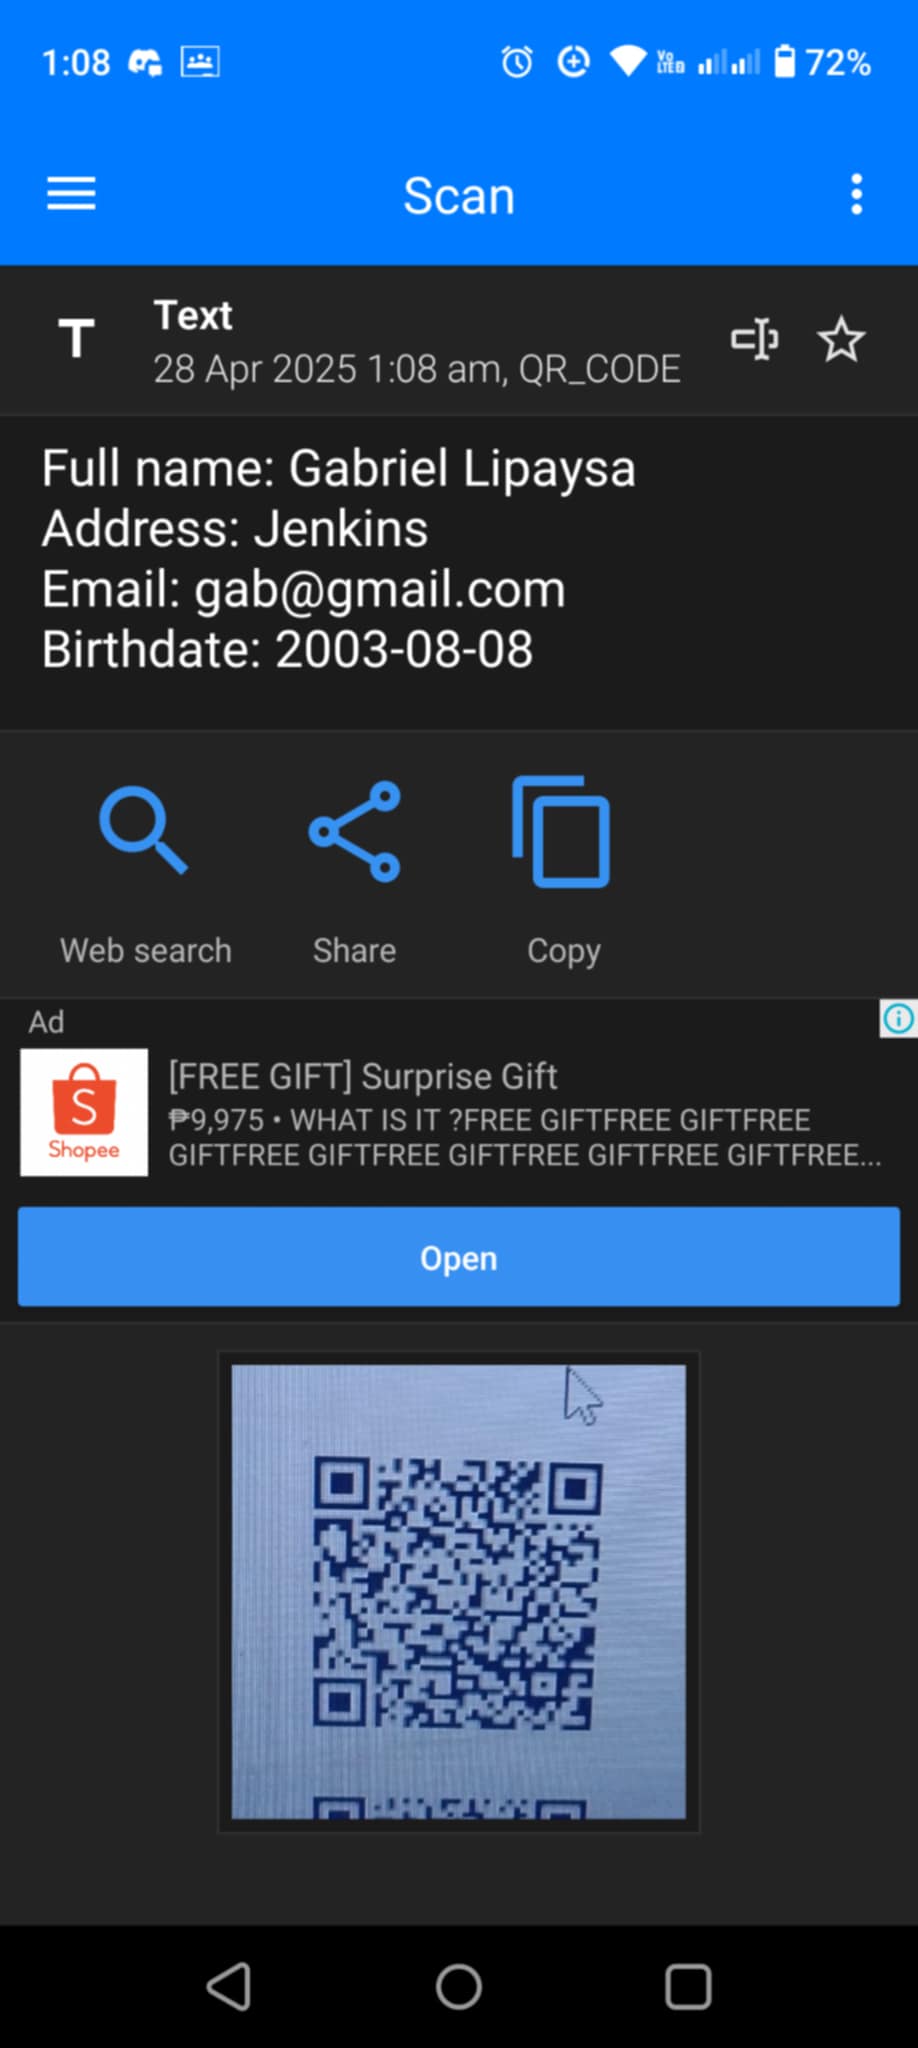 1:08
Vo
LTE2
72%
Scan
T
Text
28 Apr 2025 1:08 am, QR_CODE
Full name: Gabriel Lipaysa
Address: Jenkins
Email: gab@gmail.com
Birthdate: 2003-08-08
Web search
Share
Copy
Ad
S
Shopee
[FREE GIFT] Surprise Gift
₱9,975 • WHAT IS IT ?FREE GIFTFREE GIFTFREE
GIFTFREE GIFTFREE GIFTFREE GIFTFREE GIFTFREE...
Open